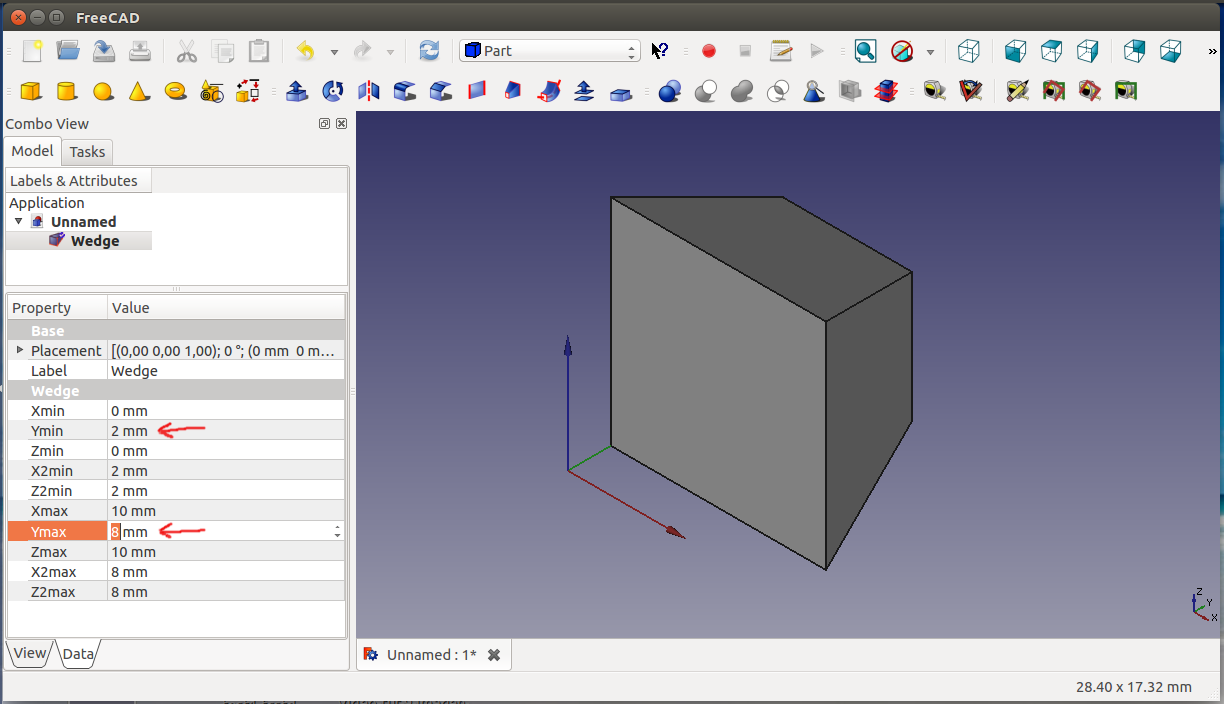 FreeCAD
Part
»
Combo View
Model Tasks
Labels & Attributes
Application
Unnamed
Wedge
Property Value
Base
Placement [(0,00 0,00 1,00); 0 °; (0 mm 0 m...
Label Wedge
Wedge
Xmin 0 mm
Ymin 2 mm
Zmin 0 mm
X2min 2 mm
Z2min 2 mm
Xmax 10 mm
Ymax 8 mm
Zmax 10 mm
X2max 8 mm
Z2max 8 mm
Z
Y
X
View Data
Unnamed : 1*
28.40 x 17.32 mm